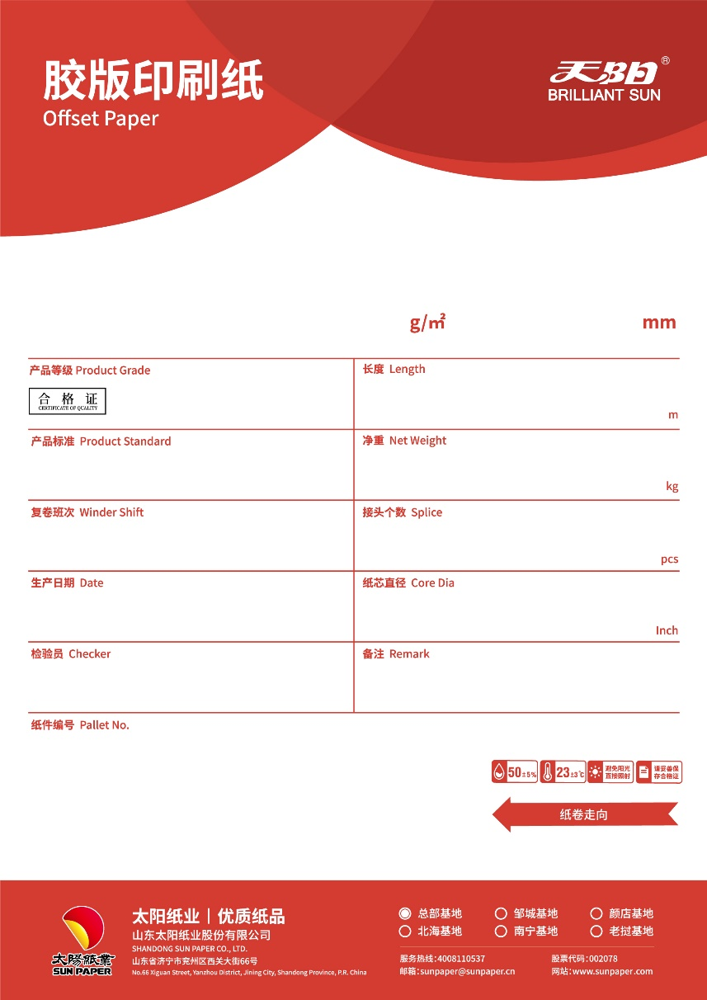 胶版印刷纸
Offset Paper
天阳®
BRILLIANT SUN
g/㎡ mm
产品等级 Product Grade
合格证
CERTIFICATE OF QUALITY
长度 Length
m
产品标准 Product Standard
净重 Net Weight
kg
复卷班次 Winder Shift
接头个数 Splice
pcs
生产日期 Date
纸芯直径 Core Dia
Inch
检验员 Checker
备注 Remark
纸件编号 Pallet No.
50±5%
23±3℃
避免阳光
直接照射
请妥善保
存合格证
纸卷走向
太陽紙業
SUN PAPER
太阳纸业｜优质纸品
山东太阳纸业股份有限公司
SHANDONG SUN PAPER CO., LTD.
山东省济宁市兖州区西关大街66号
No.66 Xiguan Street, Yanzhou District, Jining City, Shandong Province, P.R. China
总部基地 邹城基地 颜店基地
北海基地 南宁基地 老挝基地
服务热线:4008110537 股票代码:002078
邮箱:sunpaper@sunpaper.cn 网站:www.sunpaper.com